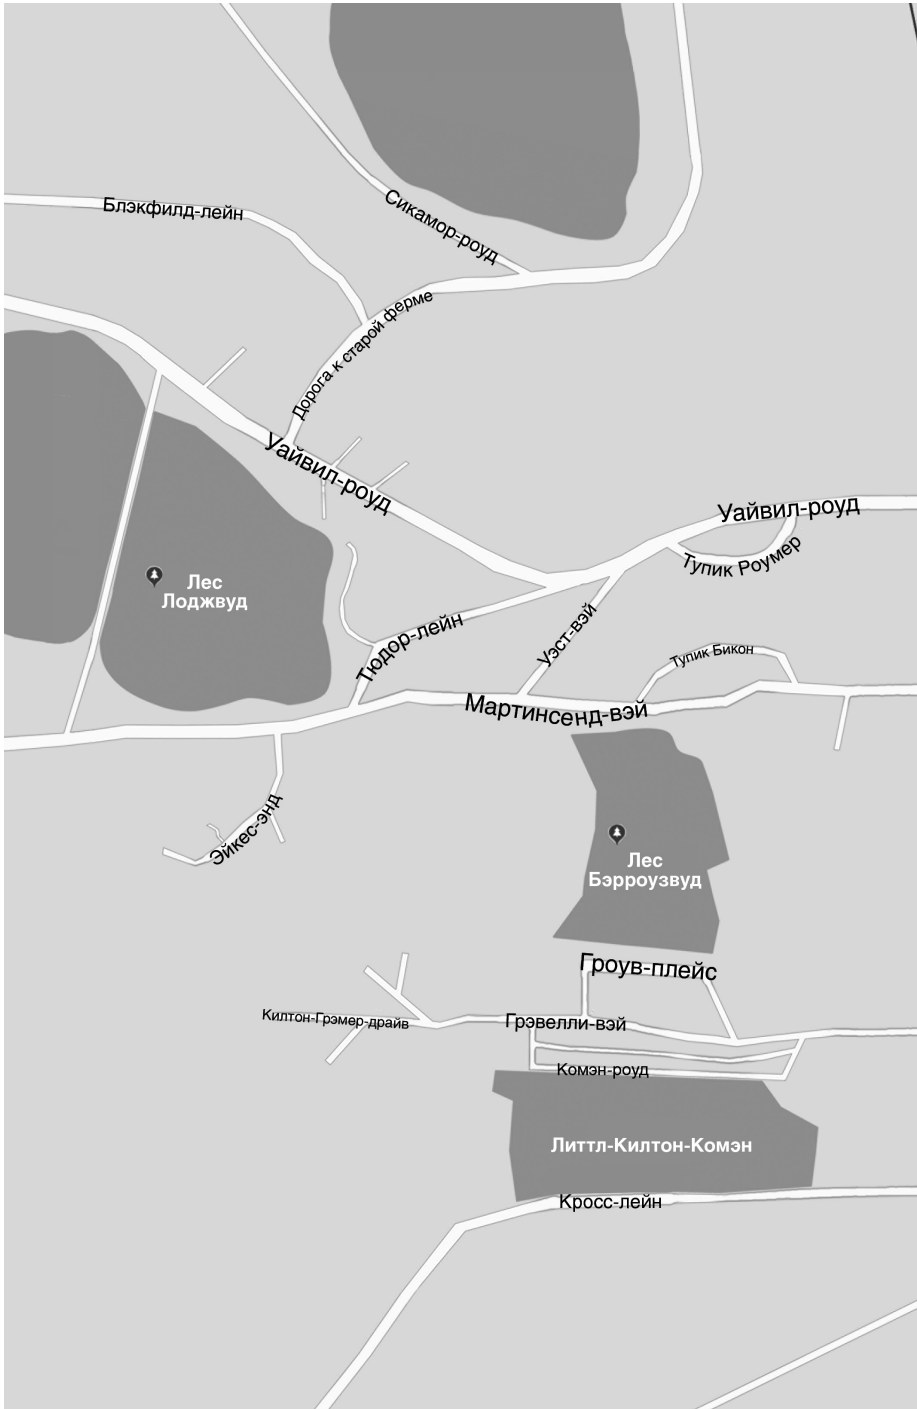 Сикамор-роуд
Блэкфилд-лейн
Дорога к старой ферме
Уайвил-роуд
Уайвил-роуд
Тупик Роумер
Лес
Лоджвуд
Тюдор-лейн
Уэст-вэй
Тупик Бикон
Мартинсенд-вэй
Эйкес-энд
Лес
Бэрроузвуд
Гроув-плейс
Килтон-Грэмер-драйв
Грэвелли-вэй
Комэн-роуд
Литтл-Килтон-Комэн
Кросс-лейн